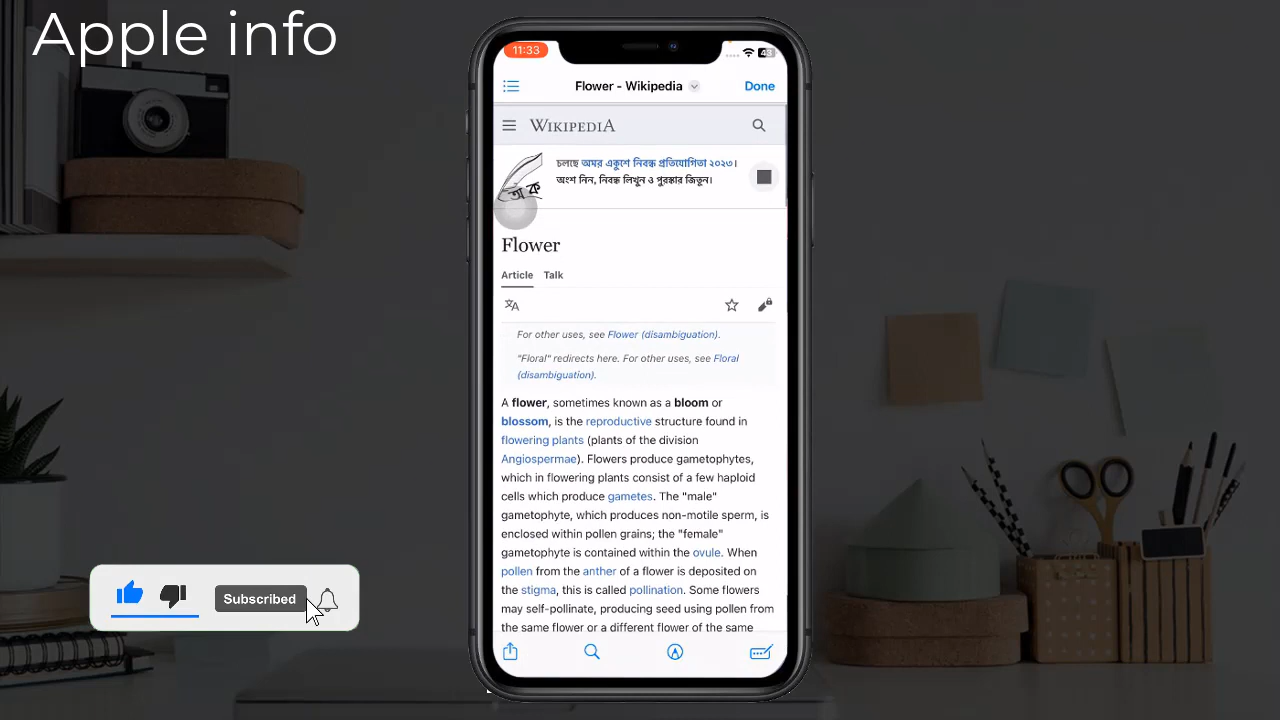 Apple info
11:33
43
Flower - Wikipedia
Done
WIKIPEDIA
চলছে অমর একুশে নিবন্ধ প্রতিযোগিতা ২০২৩।
অংশ নিন, নিবন্ধ লিখুন ও পুরস্কার জিতুন।
অ ক
Flower
Article Talk
For other uses, see Flower (disambiguation).
"Floral" redirects here. For other uses, see Floral
(disambiguation).
A flower, sometimes known as a bloom or
blossom, is the reproductive structure found in
flowering plants (plants of the division
Angiospermae). Flowers produce gametophytes,
which in flowering plants consist of a few haploid
cells which produce gametes. The "male"
gametophyte, which produces non-motile sperm, is
enclosed within pollen grains; the "female"
gametophyte is contained within the ovule. When
pollen from the anther of a flower is deposited on
the stigma, this is called pollination. Some flowers
may self-pollinate, producing seed using pollen from
the same flower or a different flower of the same
Subscribed